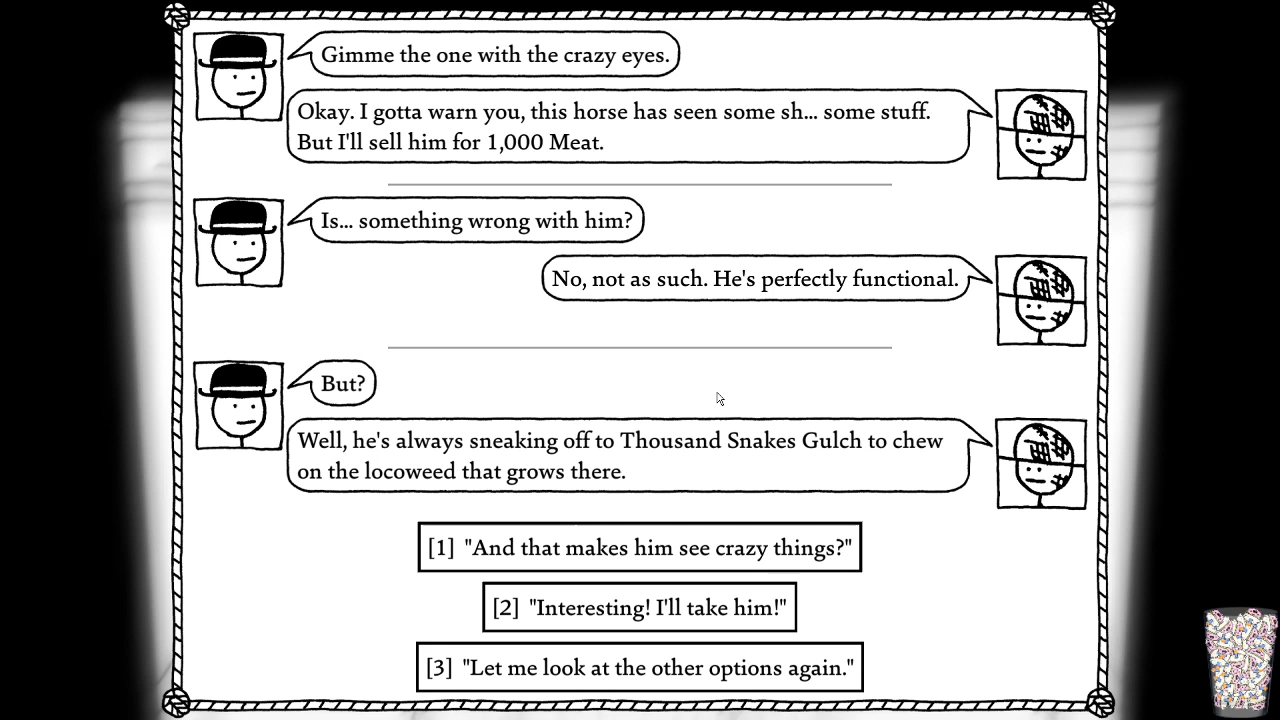 Gimme the one with the crazy eyes.
Okay. I gotta warn you, this horse has seen some sh... some stuff.
But I'll sell him for 1,000 Meat.
Is... something wrong with him?
No, not as such. He's perfectly functional.
But?
Well, he's always sneaking off to Thousand Snakes Gulch to chew
on the locoweed that grows there.
[1] "And that makes him see crazy things?"
[2] "Interesting! I'll take him!"
[3] "Let me look at the other options again."